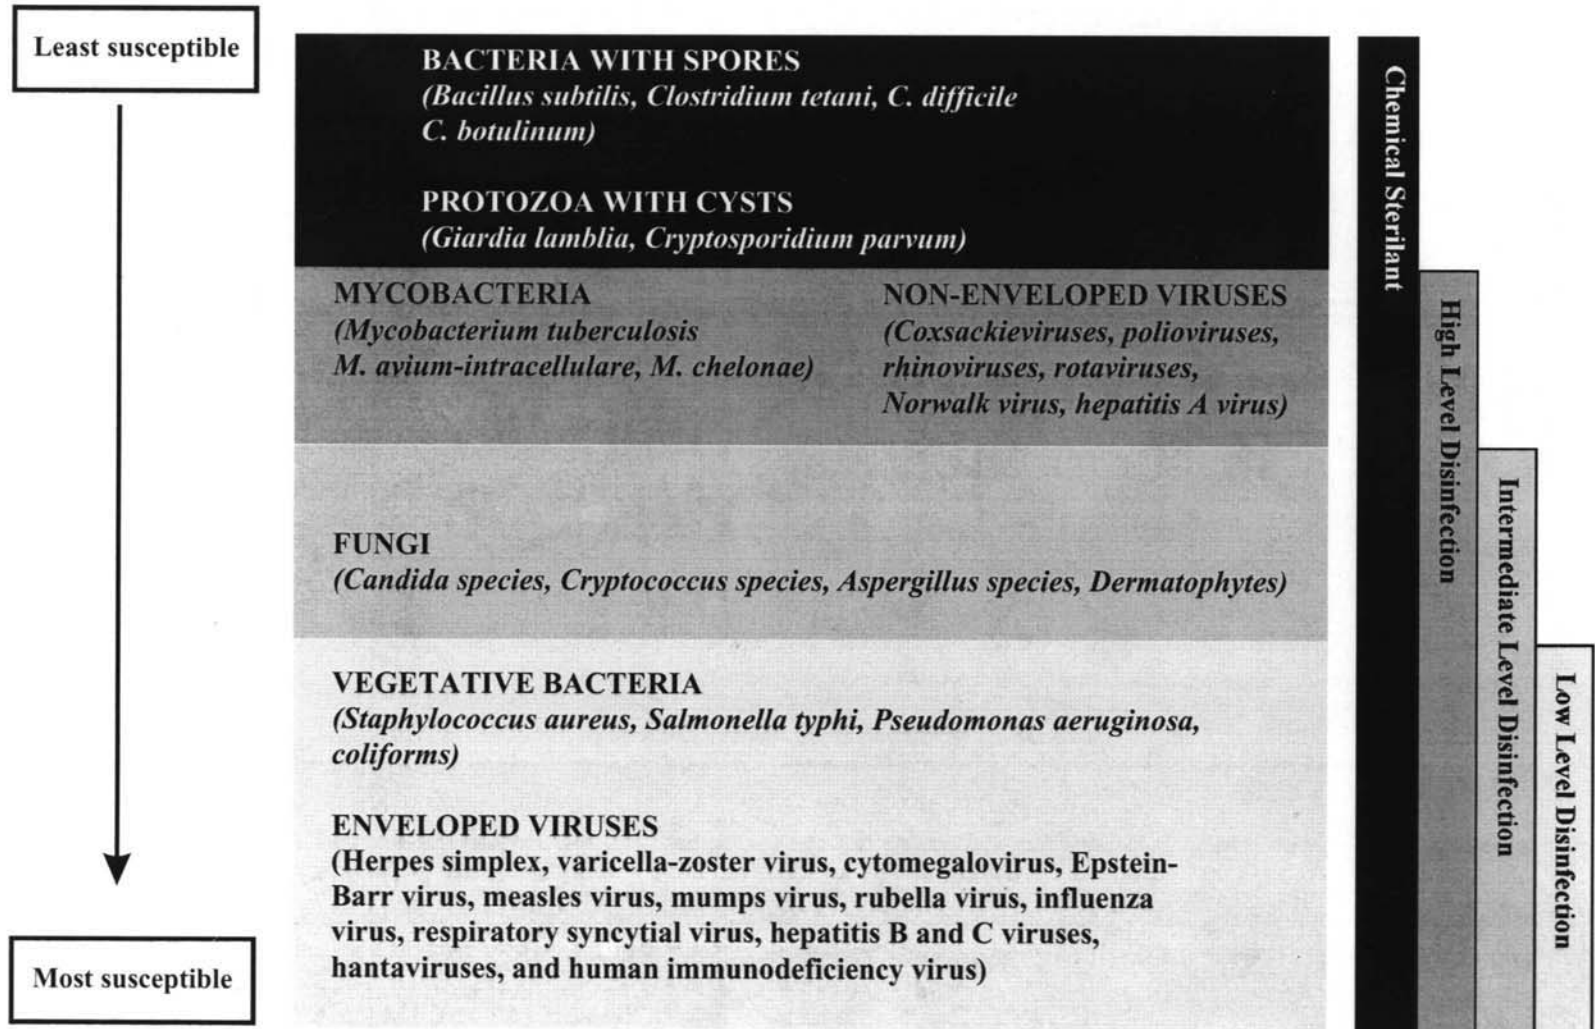 Least susceptible
BACTERIA WITH SPORES
(Bacillus subtilis, Clostridium tetani, C. difficile
C. botulinum)
PROTOZOA WITH CYSTS
(Giardia lamblia, Cryptosporidium parvum)
MYCOBACTERIA
(Mycobacterium tuberculosis
M. avium-intracellulare, M. chelonae)
NON-ENVELOPED VIRUSES
(Coxsackieviruses, polioviruses,
rhinoviruses, rotaviruses,
Norwalk virus, hepatitis A virus)
FUNGI
(Candida species, Cryptococcus species, Aspergillus species, Dermatophytes)
VEGETATIVE BACTERIA
(Staphylococcus aureus, Salmonella typhi, Pseudomonas aeruginosa,
coliforms)
ENVELOPED VIRUSES
(Herpes simplex, varicella-zoster virus, cytomegalovirus, Epstein-
Barr virus, measles virus, mumps virus, rubella virus, influenza
virus, respiratory syncytial virus, hepatitis B and C viruses,
hantaviruses, and human immunodeficiency virus)
Most susceptible
Chemical Sterilant
High Level Disinfection
Intermediate Level Disinfection
Low Level Disinfection